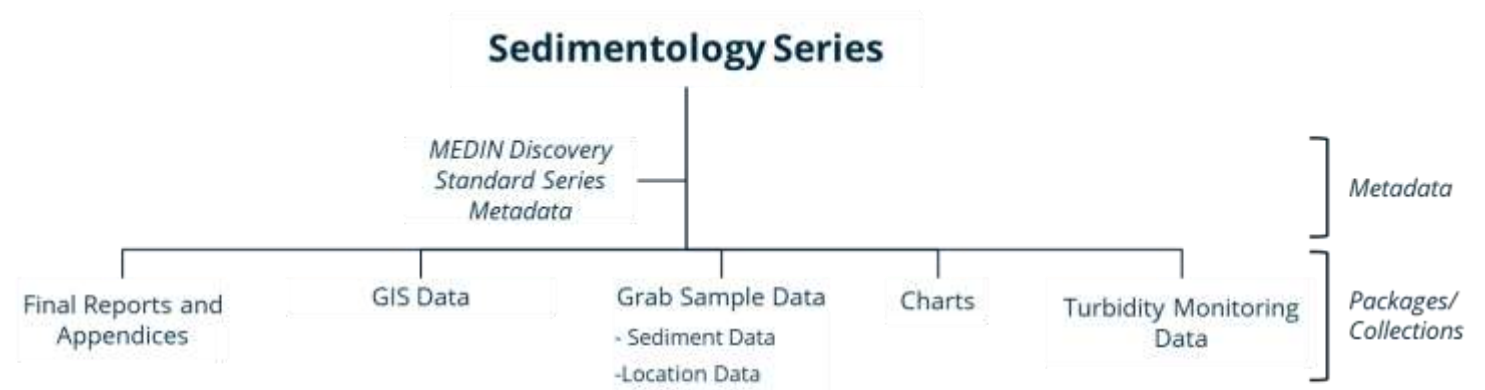 Sedimentology Series
MEDIN Discovery
Standard Series
Metadata
Metadata
Final Reports and
Appendices
GIS Data
Grab Sample Data
- Sediment Data
-Location Data
Charts
Turbidity Monitoring
Data
Packages/
Collections